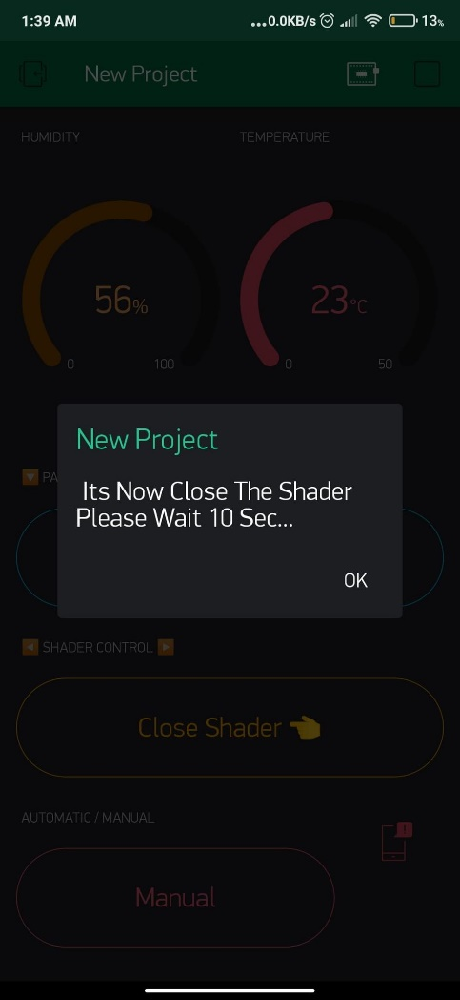 1:39 AM
...0.0KB/s
13%
New Project
HUMIDITY
TEMPERATURE
56%
23°C
0
100
0
50
New Project
Its Now Close The Shader
Please Wait 10 Sec...
OK
PA
SHADER CONTROL
Close Shader
AUTOMATIC / MANUAL
!
Manual